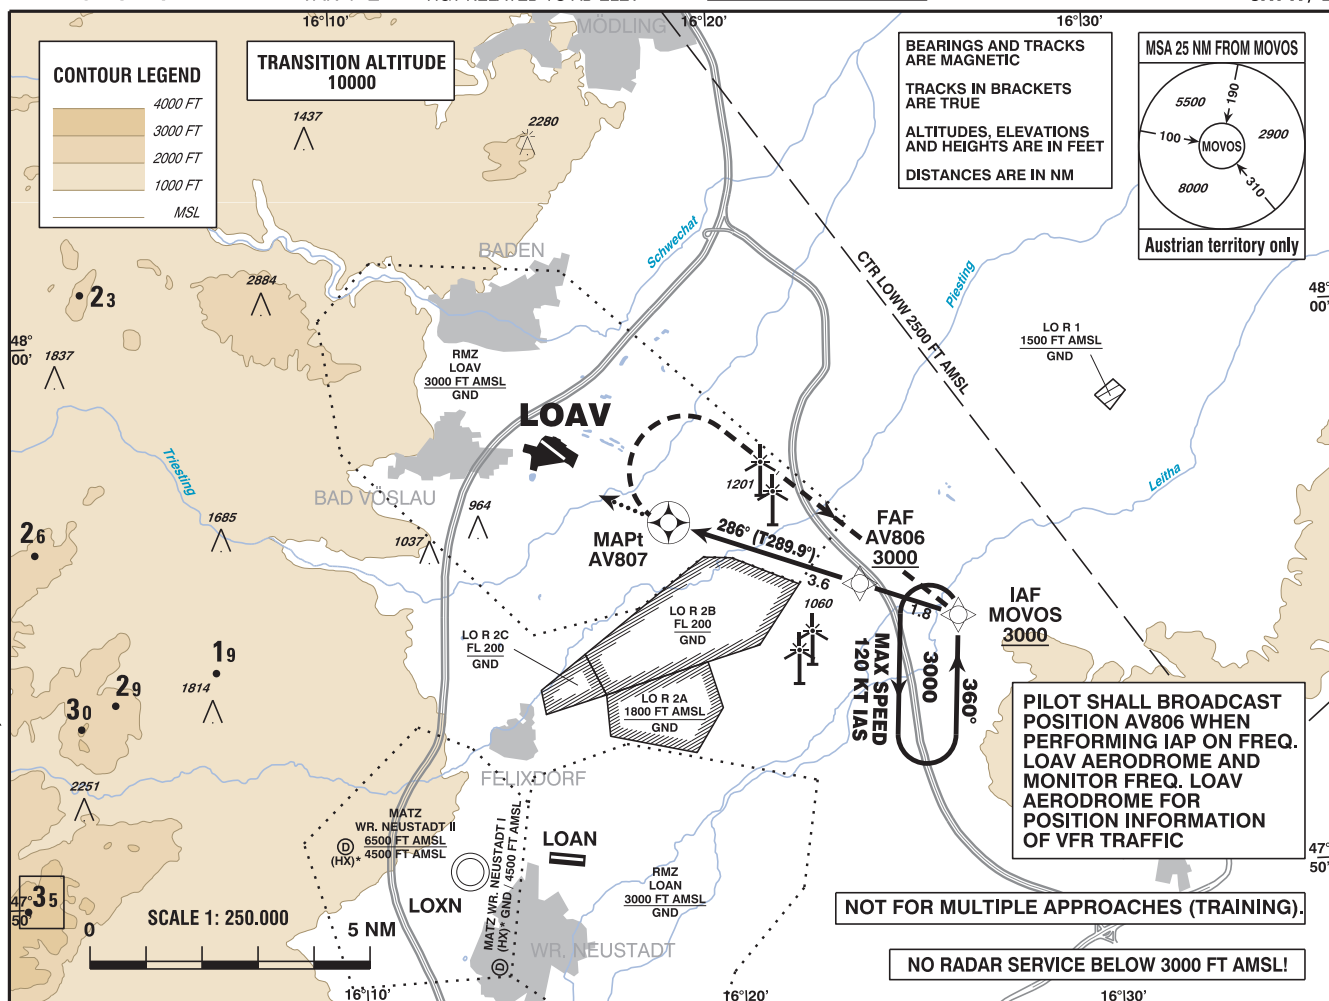 16°20'
16°30'
CONTOUR LEGEND
4000 FT
3000 FT
2000 FT
1000 FT
MSL
TRANSITION ALTITUDE
10000
MÖDLING
BEARINGS AND TRACKS
ARE MAGNETIC
TRACKS IN BRACKETS
ARE TRUE
ALTITUDES, ELEVATIONS
AND HEIGHTS ARE IN FEET
DISTANCES ARE IN NM
MSA 25 NM FROM MOVOS
5500
190
2900
100
MOVOS
8000
310
Austrian territory only
1437
2280
BADEN
Schwechat
CTR LOWW 2500 FT AMSL
Piesting
23
2884
48°
00'
48°
00'
1837
RMZ
LOAV
3000 FT AMSL
GND
LO R 1
1500 FT AMSL
GND
LOAV
Triesting
BAD VÖSLAU
964
1037
1685
1201
Leitha
26
MAPt
AV807
286° (T289.9°)
3.6
FAF
AV806
3000
1.8
IAF
MOVOS
3000
LO R 2B
FL 200
GND
1060
LO R 2C
FL 200
GND
LO R 2A
1800 FT AMSL
GND
MAX SPEED
120 KT IAS
3000
360°
19
1814
29
30
2251
PILOT SHALL BROADCAST
POSITION AV806 WHEN
PERFORMING IAP ON FREQ.
LOAV AERODROME AND
MONITOR FREQ. LOAV
AERODROME FOR
POSITION INFORMATION
OF VFR TRAFFIC
FELIXDORF
MATZ
WR. NEUSTADT II
6500 FT AMSL
4500 FT AMSL
D
(HX)*
MATZ WR. NEUSTADT I
(HX)* GND / 4500 FT AMSL
D
LOAN
LOXN
RMZ
LOAN
3000 FT AMSL
GND
47°
50'
47°
50'
35
SCALE 1: 250.000
0
5 NM
WR. NEUSTADT
NOT FOR MULTIPLE APPROACHES (TRAINING).
NO RADAR SERVICE BELOW 3000 FT AMSL!
16°10'
16°10'
16°20'
16°30'